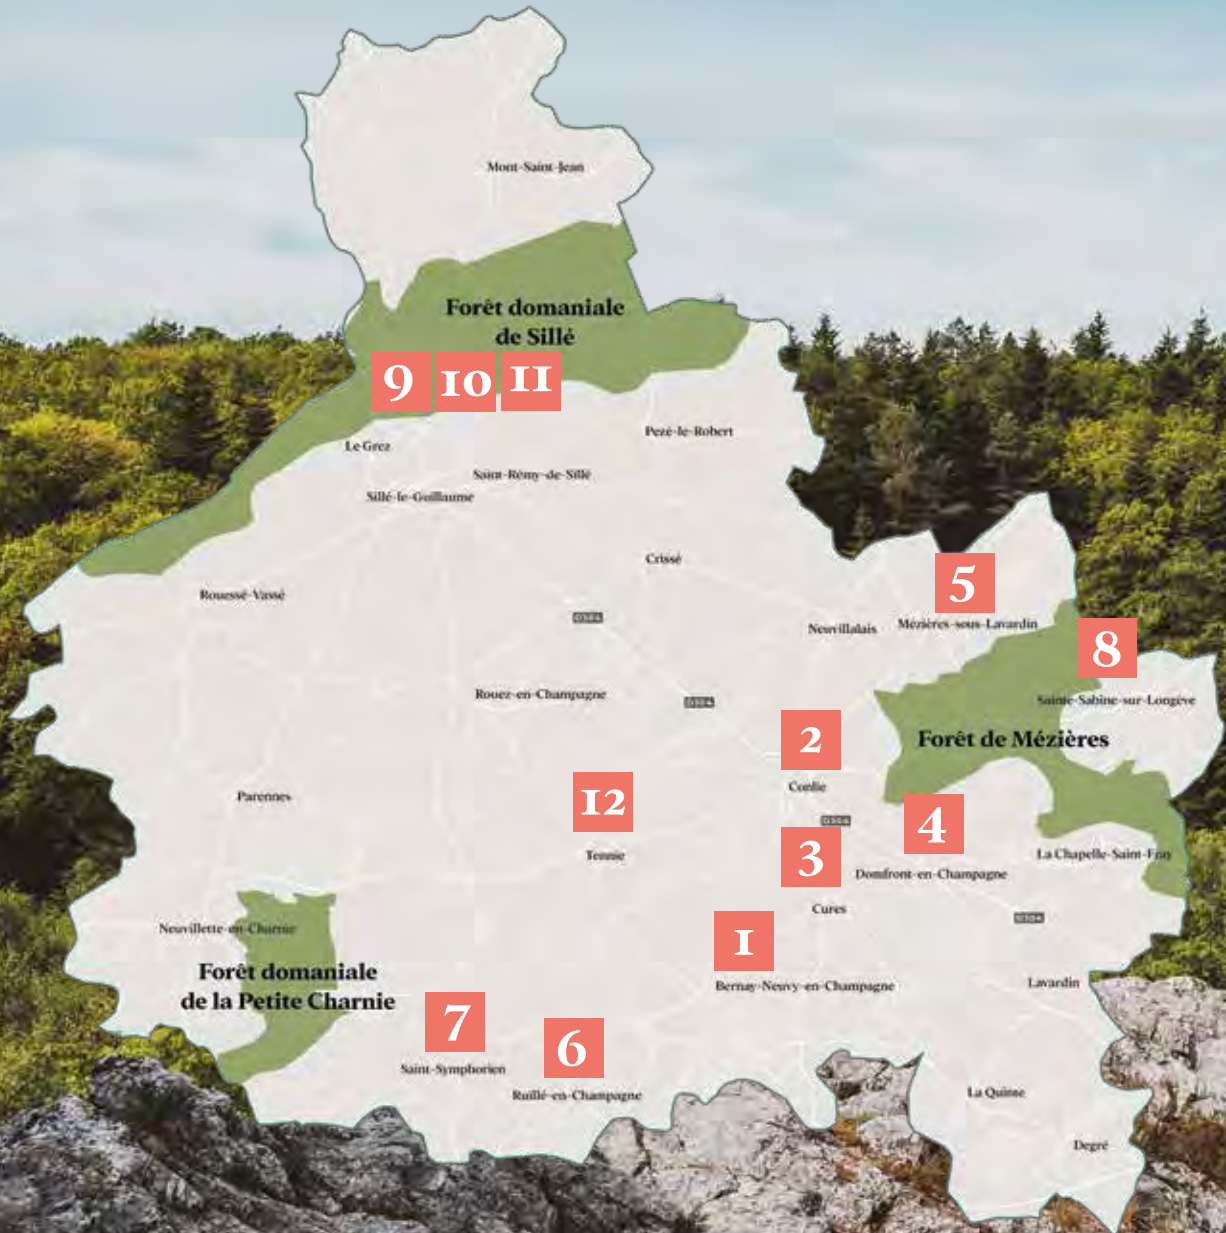 Mont-Saint-Jean
Forêt domaniale
de Sillé
9
10
11
Le Grez
Pezé-le-Robert
Saint-Rémy-de-Sillé
Sillé-le-Guillaume
Crissé
5
Rouessé-Vassé
D304
Neuvillalais
Mézières-sous-Lavardin
8
Rouez-en-Champagne
D304
Sainte-Sabine-sur-Longève
2
Forêt de Mézières
Conlie
Parennes
12
D304
4
Tennie
3
La Chapelle-Saint-Fray
Domfront-en-Champagne
Cures
D304
Neuvillette-en-Charnie
1
Forêt domaniale
de la Petite Charnie
Bernay-Neuvy-en-Champagne
Lavardin
7
6
Saint-Symphorien
Ruillé-en-Champagne
La Quinte
Degré